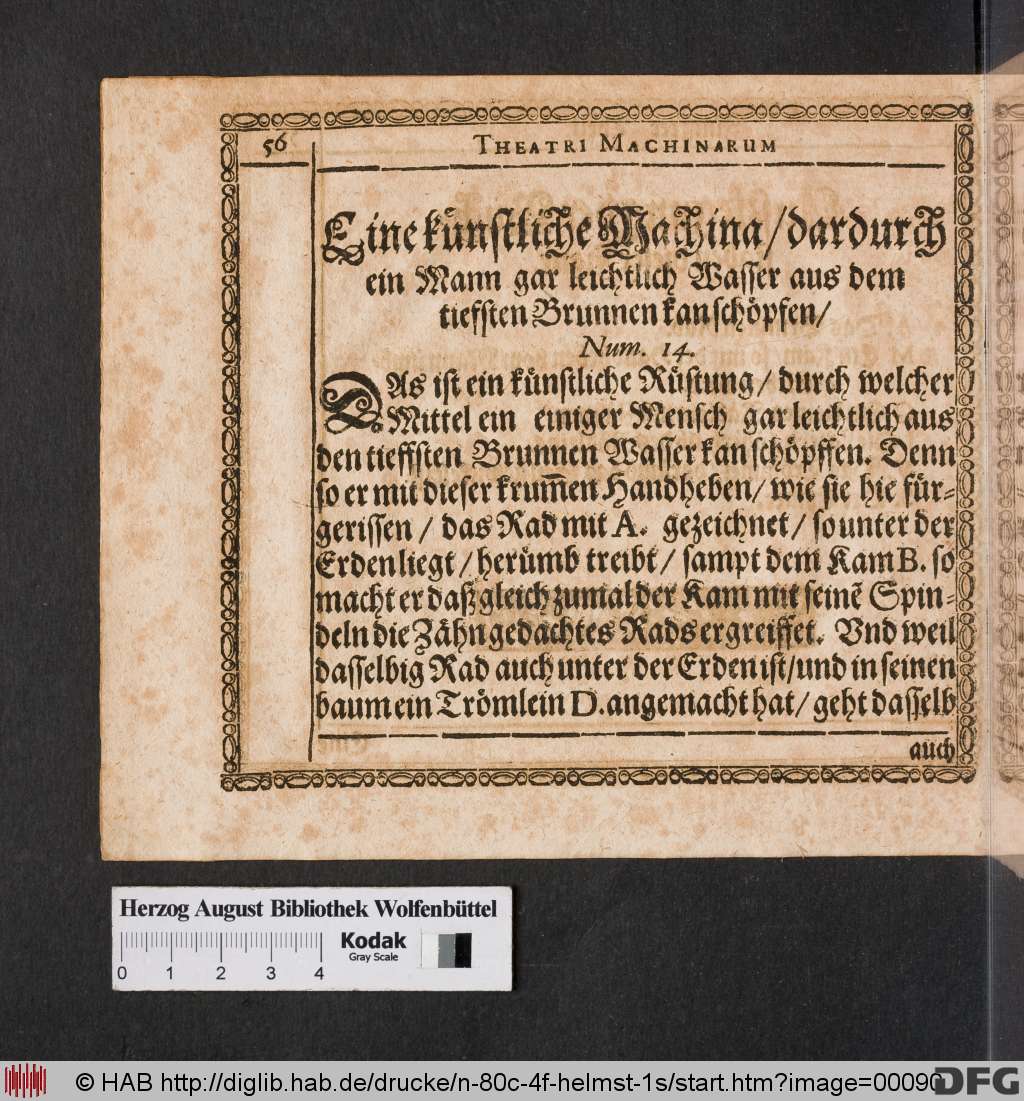 56
THEATRI MACHINARUM
Eine künstliche Machina/dardurch
ein Mann gar leichtlich Wasser aus dem
tiefsten Brunnen kan schöpfen/
Num. 14.
DAs ist ein künstliche Rüstung/ durch welcher
Mittel ein einiger Mensch gar leichtlich aus
den tieffsten Brunnen Wasser kan schöpffen. Denn
so er mit dieser krum̃en Handheben/ wie sie hie für-
gerissen/ das Rad mit A. gezeichnet/ so unter der
Erden liegt/ herümb treibt/ sampt dem Kam B. so
macht er daß gleich zumal der Kam mit seinẽ Spin-
deln die Zähn gedachtes Rads ergreiffet. Vnd weil
dasselbig Rad auch unter der Erden ist/und in seinen
baum ein Trömlein D. angemacht hat/ geht dasselb
auch
Herzog August Bibliothek Wolfenbüttel
Kodak
Gray Scale
0 1 2 3 4
© HAB http://diglib.hab.de/drucke/n-80c-4f-helmst-1s/start.htm?image=00090
DFG